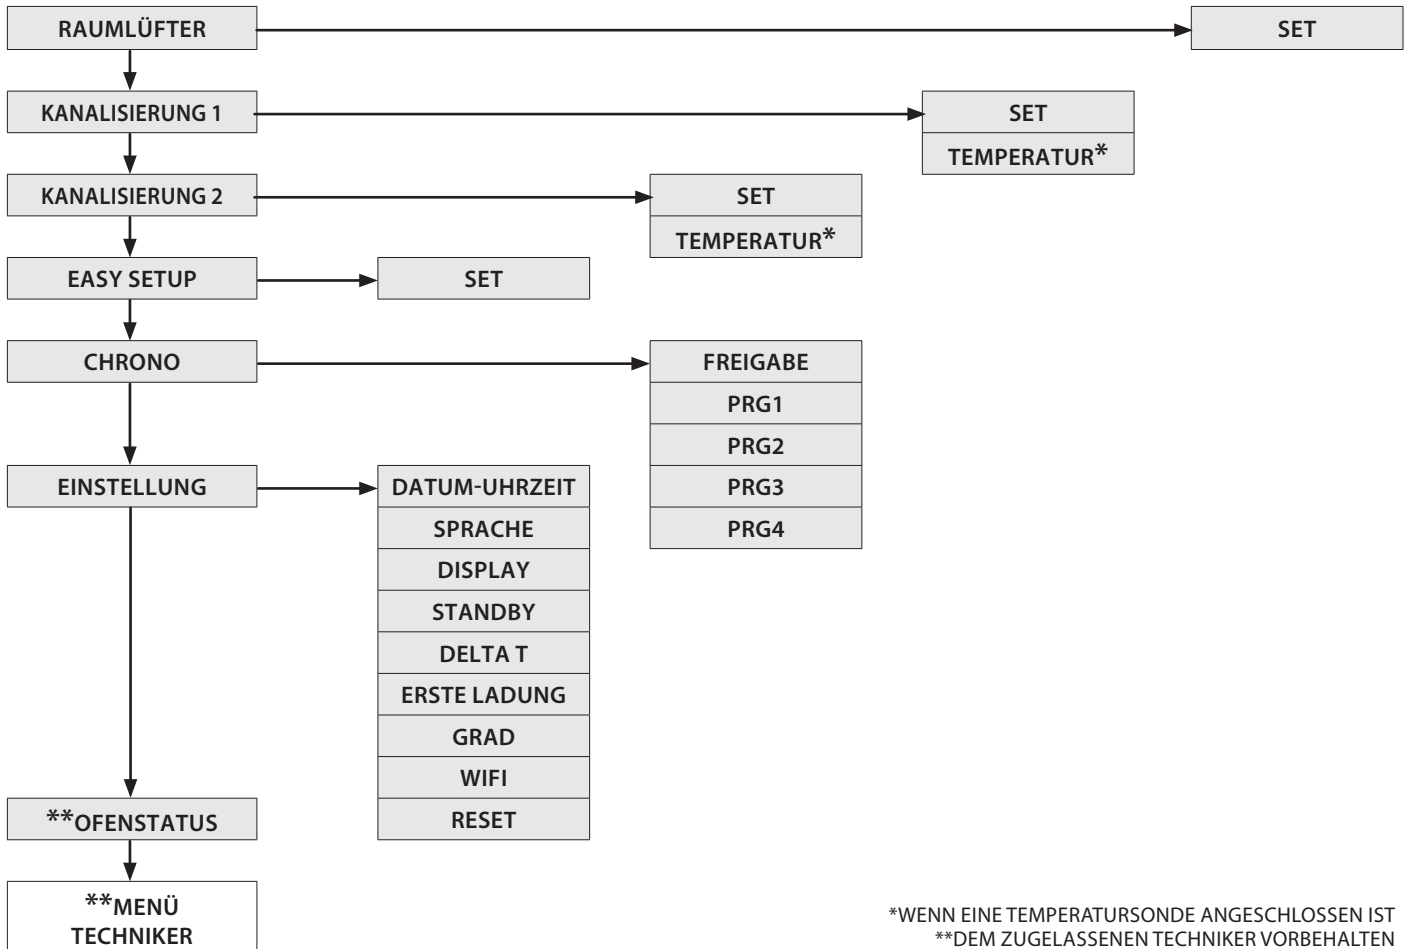 RAUMLÜFTER
SET
KANALISIERUNG 1
SET
TEMPERATUR*
KANALISIERUNG 2
SET
TEMPERATUR*
EASY SETUP
SET
CHRONO
FREIGABE
PRG1
PRG2
PRG3
PRG4
EINSTELLUNG
DATUM-UHRZEIT
SPRACHE
DISPLAY
STANDBY
DELTA T
ERSTE LADUNG
GRAD
WIFI
RESET
**OFENSTATUS
**MENÜ
TECHNIKER
*WENN EINE TEMPERATURSONDE ANGESCHLOSSEN IST
**DEM ZUGELASSENEN TECHNIKER VORBEHALTEN